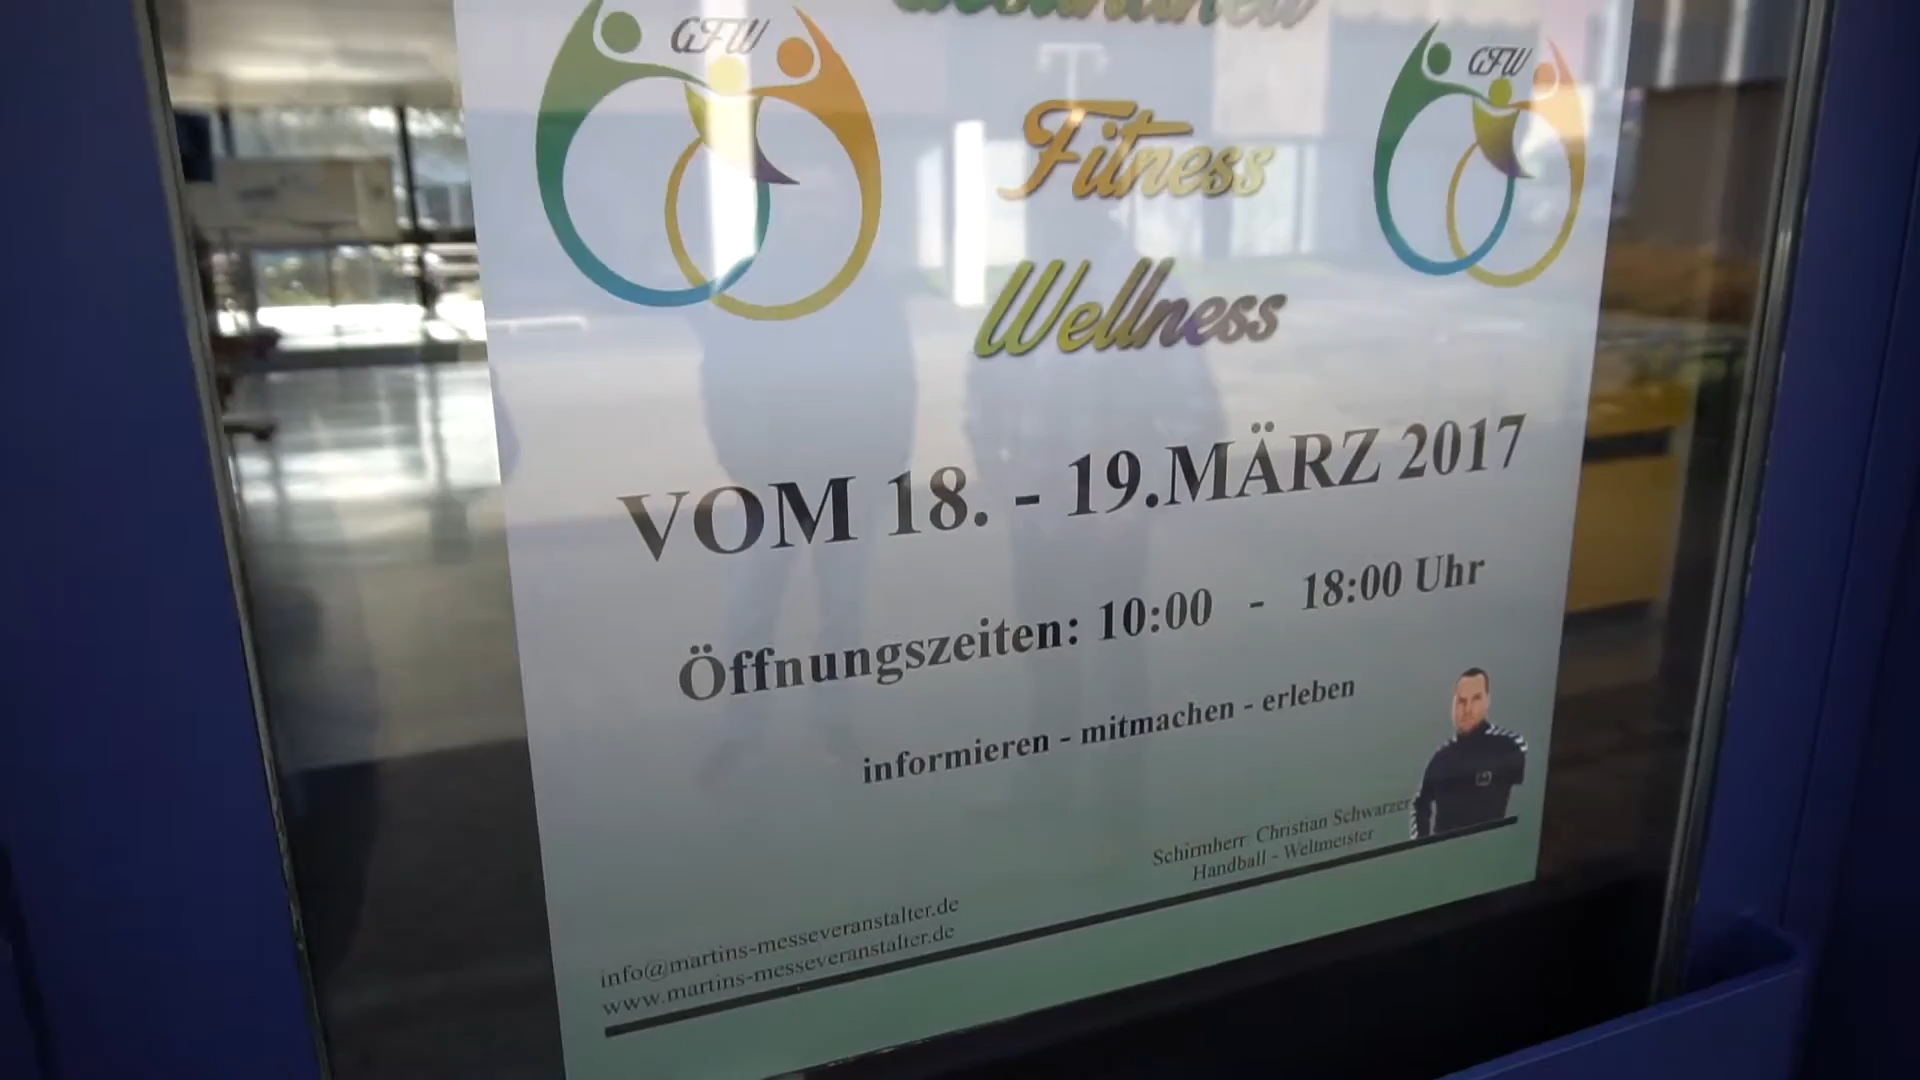 Gesundheit
GFW
GFW
Fitness
Wellness
VOM 18. - 19.MÄRZ 2017
Öffnungszeiten: 10:00 - 18:00 Uhr
informieren - mitmachen - erleben
Schirmherr: Christian Schwarzer
Handball - Weltmeister
info@martins-messeveranstalter.de
www.martins-messeveranstalter.de